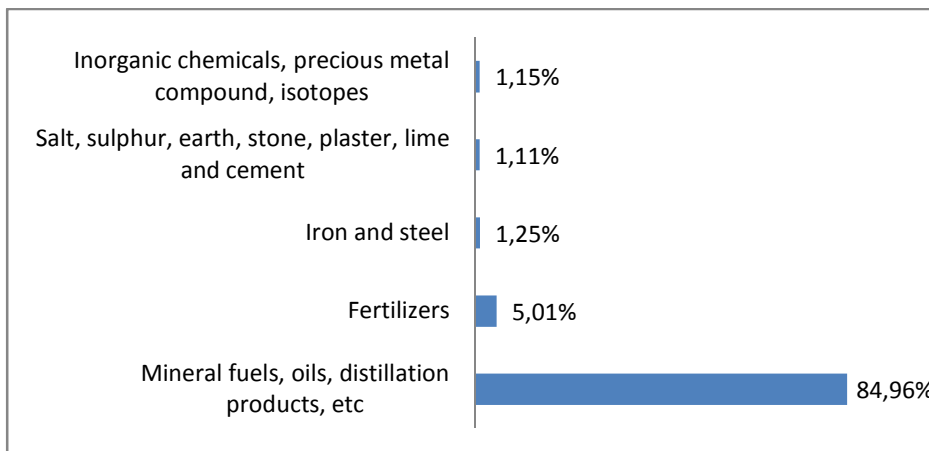 Inorganic chemicals, precious metal
compound, isotopes
1,15%
Salt, sulphur, earth, stone, plaster, lime
and cement
1,11%
Iron and steel
1,25%
Fertilizers
5,01%
Mineral fuels, oils, distillation
products, etc
84,96%